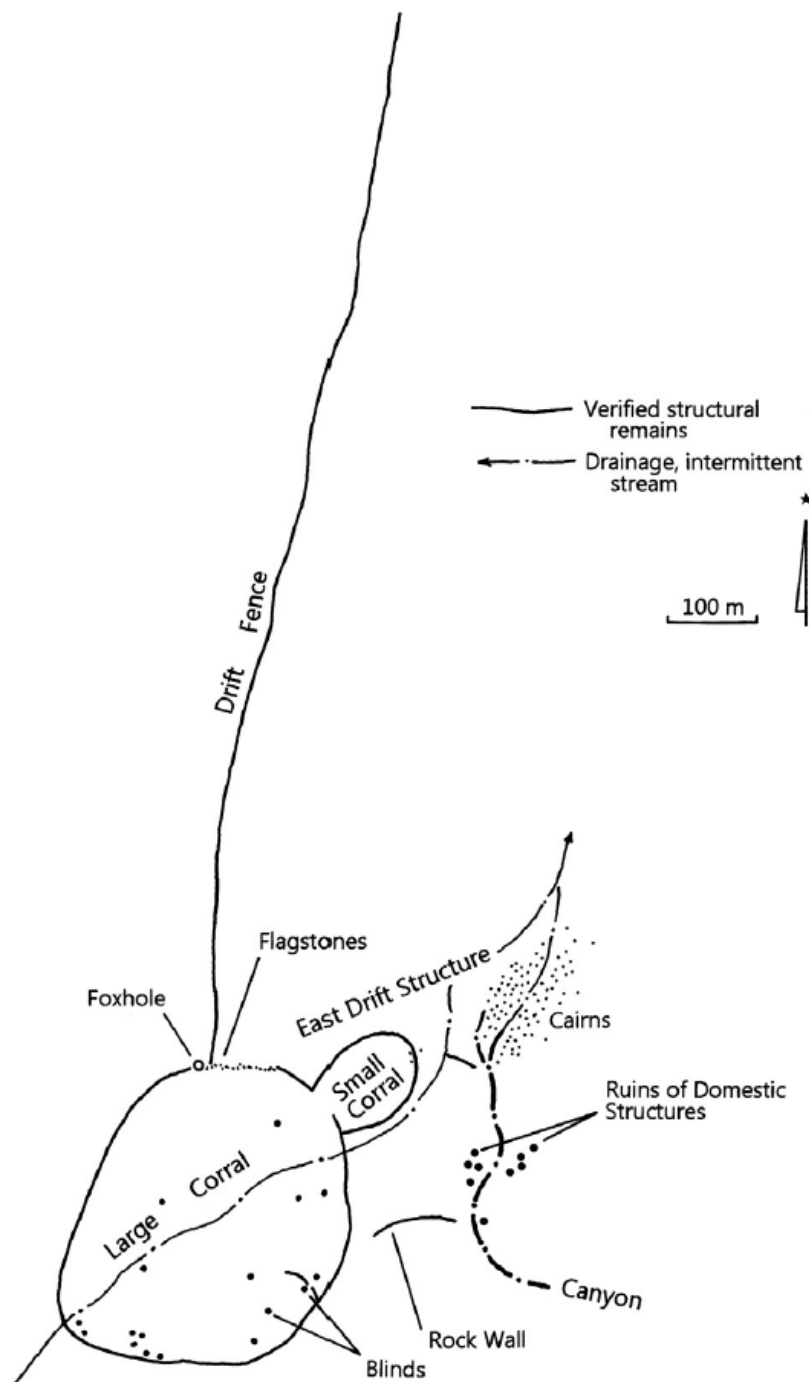 Verified structural
remains
Drainage, intermittent
stream
100 m
Drift Fence
Flagstones
Foxhole
East Drift Structure
Cairns
Small
Corral
Ruins of Domestic
Structures
Large Corral
Canyon
Rock Wall
Blinds